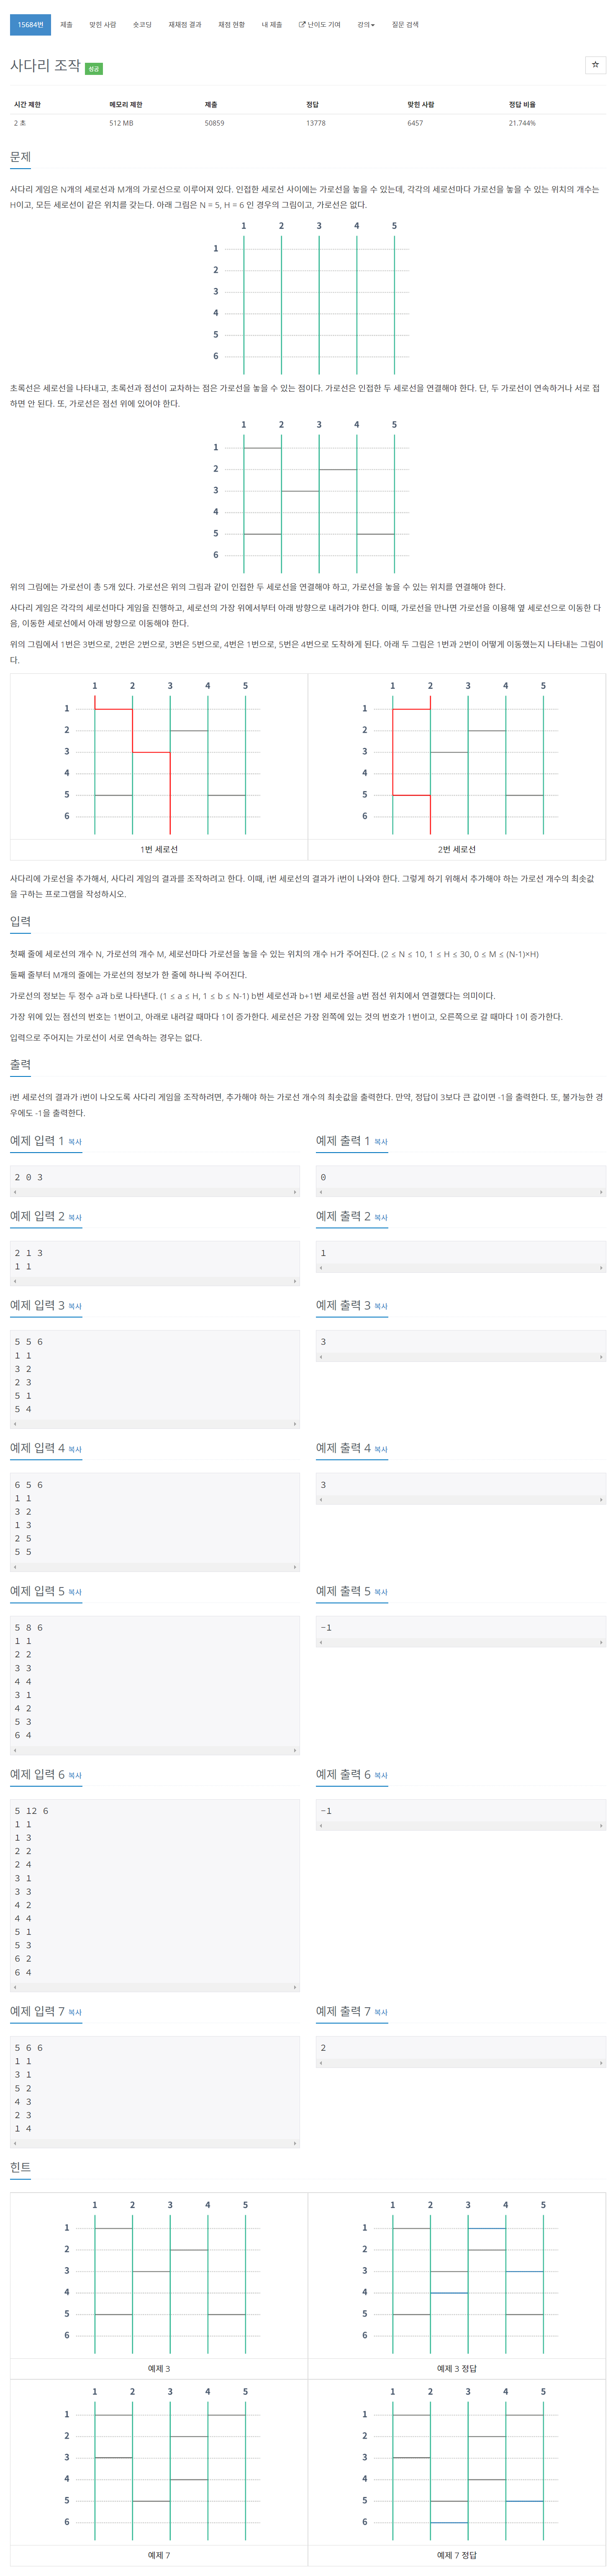 15684번 제출 맞힌 사람 숏코딩 재채점 결과 채점 현황 내 제출 난이도 기여 강의 질문 검색
사다리 조작 성공
시간 제한 메모리 제한 제출 정답 맞힌 사람 정답 비율
2 초 512 MB 50859 13778 6457 21.744%
문제
사다리 게임은 N개의 세로선과 M개의 가로선으로 이루어져 있다. 인접한 세로선 사이에는 가로선을 놓을 수 있는데, 각각의 세로선마다 가로선을 놓을 수 있는 위치의 개수는
H이고, 모든 세로선이 같은 위치를 갖는다. 아래 그림은 N = 5, H = 6 인 경우의 그림이고, 가로선은 없다.
1 2 3 4 5
1
2
3
4
5
6
초록선은 세로선을 나타내고, 초록선과 점선이 교차하는 점은 가로선을 놓을 수 있는 점이다. 가로선은 인접한 두 세로선을 연결해야 한다. 단, 두 가로선이 연속하거나 서로 접
하면 안 된다. 또, 가로선은 점선 위에 있어야 한다.
1 2 3 4 5
1
2
3
4
5
6
위의 그림에는 가로선이 총 5개 있다. 가로선은 위의 그림과 같이 인접한 두 세로선을 연결해야 하고, 가로선을 놓을 수 있는 위치를 연결해야 한다.
사다리 게임은 각각의 세로선마다 게임을 진행하고, 세로선의 가장 위에서부터 아래 방향으로 내려가야 한다. 이때, 가로선을 만나면 가로선을 이용해 옆 세로선으로 이동한 다
음, 이동한 세로선에서 아래 방향으로 이동해야 한다.
위의 그림에서 1번은 3번으로, 2번은 2번으로, 3번은 5번으로, 4번은 1번으로, 5번은 4번으로 도착하게 된다. 아래 두 그림은 1번과 2번이 어떻게 이동했는지 나타내는 그림이
다.
1 2 3 4 5 1 2 3 4 5
1 1
2 2
3 3
4 4
5 5
6 6
1번 세로선 2번 세로선
사다리에 가로선을 추가해서, 사다리 게임의 결과를 조작하려고 한다. 이때, i번 세로선의 결과가 i번이 나와야 한다. 그렇게 하기 위해서 추가해야 하는 가로선 개수의 최솟값
을 구하는 프로그램을 작성하시오.
입력
첫째 줄에 세로선의 개수 N, 가로선의 개수 M, 세로선마다 가로선을 놓을 수 있는 위치의 개수 H가 주어진다. (2 ≤ N ≤ 10, 1 ≤ H ≤ 30, 0 ≤ M ≤ (N-1)×H)
둘째 줄부터 M개의 줄에는 가로선의 정보가 한 줄에 하나씩 주어진다.
가로선의 정보는 두 정수 a과 b로 나타낸다. (1 ≤ a ≤ H, 1 ≤ b ≤ N-1) b번 세로선과 b+1번 세로선을 a번 점선 위치에서 연결했다는 의미이다.
가장 위에 있는 점선의 번호는 1번이고, 아래로 내려갈 때마다 1이 증가한다. 세로선은 가장 왼쪽에 있는 것의 번호가 1번이고, 오른쪽으로 갈 때마다 1이 증가한다.
입력으로 주어지는 가로선이 서로 연속하는 경우는 없다.
출력
i번 세로선의 결과가 i번이 나오도록 사다리 게임을 조작하려면, 추가해야 하는 가로선 개수의 최솟값을 출력한다. 만약, 정답이 3보다 큰 값이면 -1을 출력한다. 또, 불가능한 경
우에도 -1을 출력한다.
예제 입력 1 복사 예제 출력 1 복사
2 0 3 0
예제 입력 2 복사 예제 출력 2 복사
2 1 3 1
1 1
예제 입력 3 복사 예제 출력 3 복사
5 5 6 3
1 1
3 2
2 3
5 1
5 4
예제 입력 4 복사 예제 출력 4 복사
6 5 6 3
1 1
3 2
1 3
2 5
5 5
예제 입력 5 복사 예제 출력 5 복사
5 8 6 -1
1 1
2 2
3 3
4 4
3 1
4 2
5 3
6 4
예제 입력 6 복사 예제 출력 6 복사
5 12 6 -1
1 1
1 3
2 2
2 4
3 1
3 3
4 2
4 4
5 1
5 3
6 2
6 4
예제 입력 7 복사 예제 출력 7 복사
5 6 6 2
1 1
3 1
5 2
4 3
2 3
1 4
힌트
1 2 3 4 5 1 2 3 4 5
1 1
2 2
3 3
4 4
5 5
6 6
예제 3 예제 3 정답
1 2 3 4 5 1 2 3 4 5
1 1
2 2
3 3
4 4
5 5
6 6
예제 7 예제 7 정답